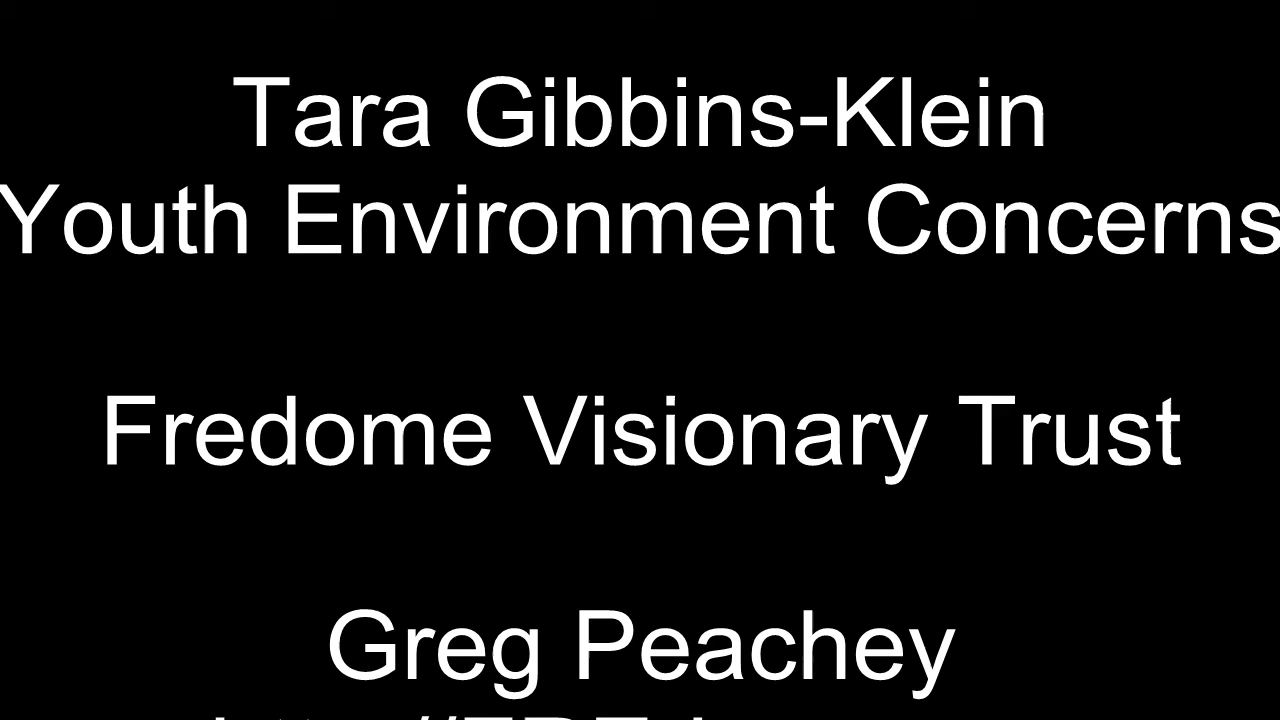 Tara Gibbins-Klein
Youth Environment Concerns
Fredome Visionary Trust
Greg Peachey